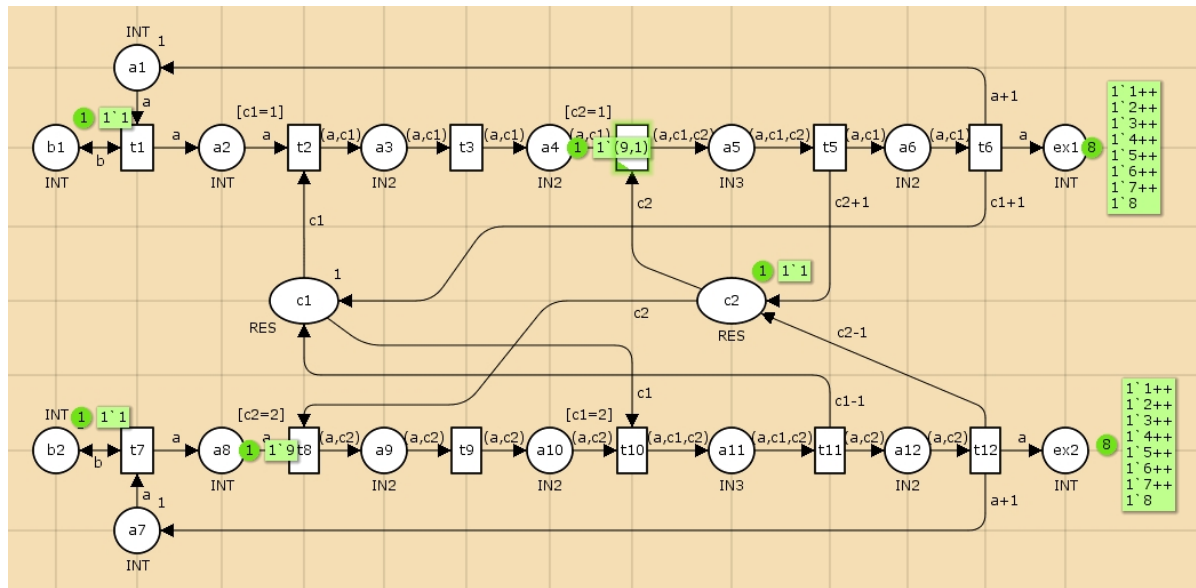 INT
1
a1
a
1`1++
1`2++
1`3++
1`4++
1`5++
1`6++
1`7++
1`8
a+1
[c1=1]
[c2=1]
1 1`1
b1
b
t1
a
a2
a
t2
(a,c1)
a3
(a,c1)
t3
(a,c1)
a4
(a,c1)
1 1`(9,1)
(a,c1,c2)
a5
(a,c1,c2)
t5
(a,c1)
a6
(a,c1)
t6
a
ex1
8
INT
INT
IN2
IN2
IN3
IN2
INT
c1
c2
c2+1
c1+1
1
c1
RES
1 1`1
c2
RES
c2
c2-1
c1
c1-1
1`1++
1`2++
1`3++
1`4++
1`5++
1`6++
1`7++
1`8
INT
1 1`1
[c2=2]
[c1=2]
b2
b
t7
a
a8
a
1 1`9
t8
(a,c2)
a9
(a,c2)
t9
(a,c2)
a10
(a,c2)
t10
(a,c1,c2)
a11
(a,c1,c2)
t11
(a,c2)
a12
(a,c2)
t12
a
ex2
8
INT
INT
IN2
IN2
IN3
IN2
INT
a
1
a+1
a7
INT